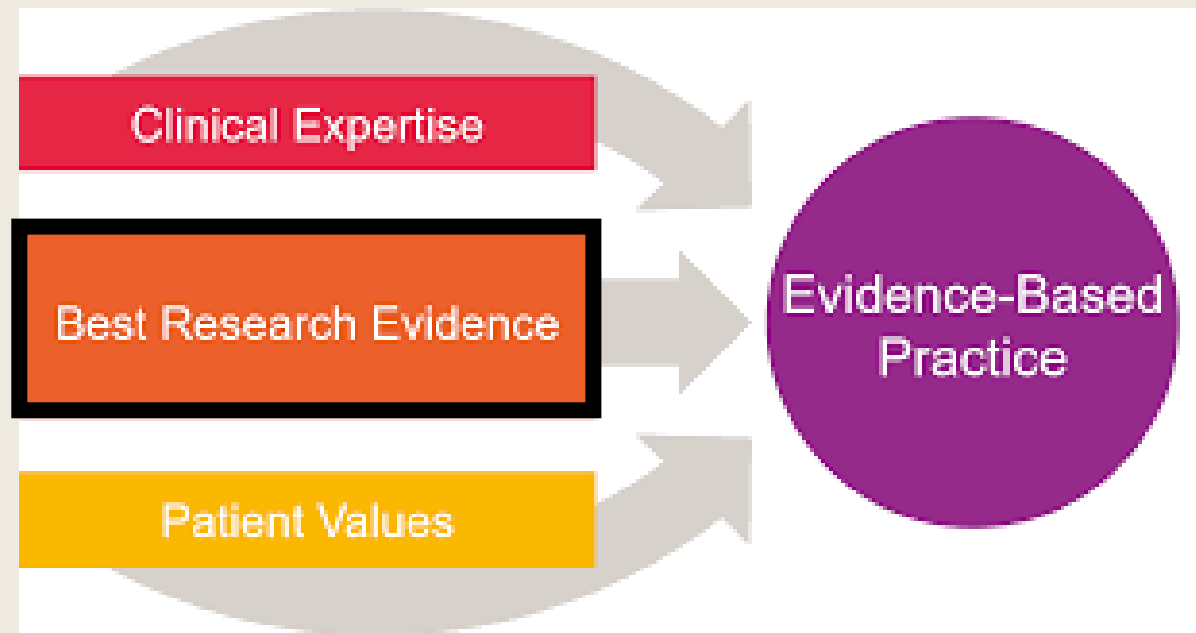 Clinical Expertise
Best Research Evidence
Patient Values
Evidence-Based
Practice